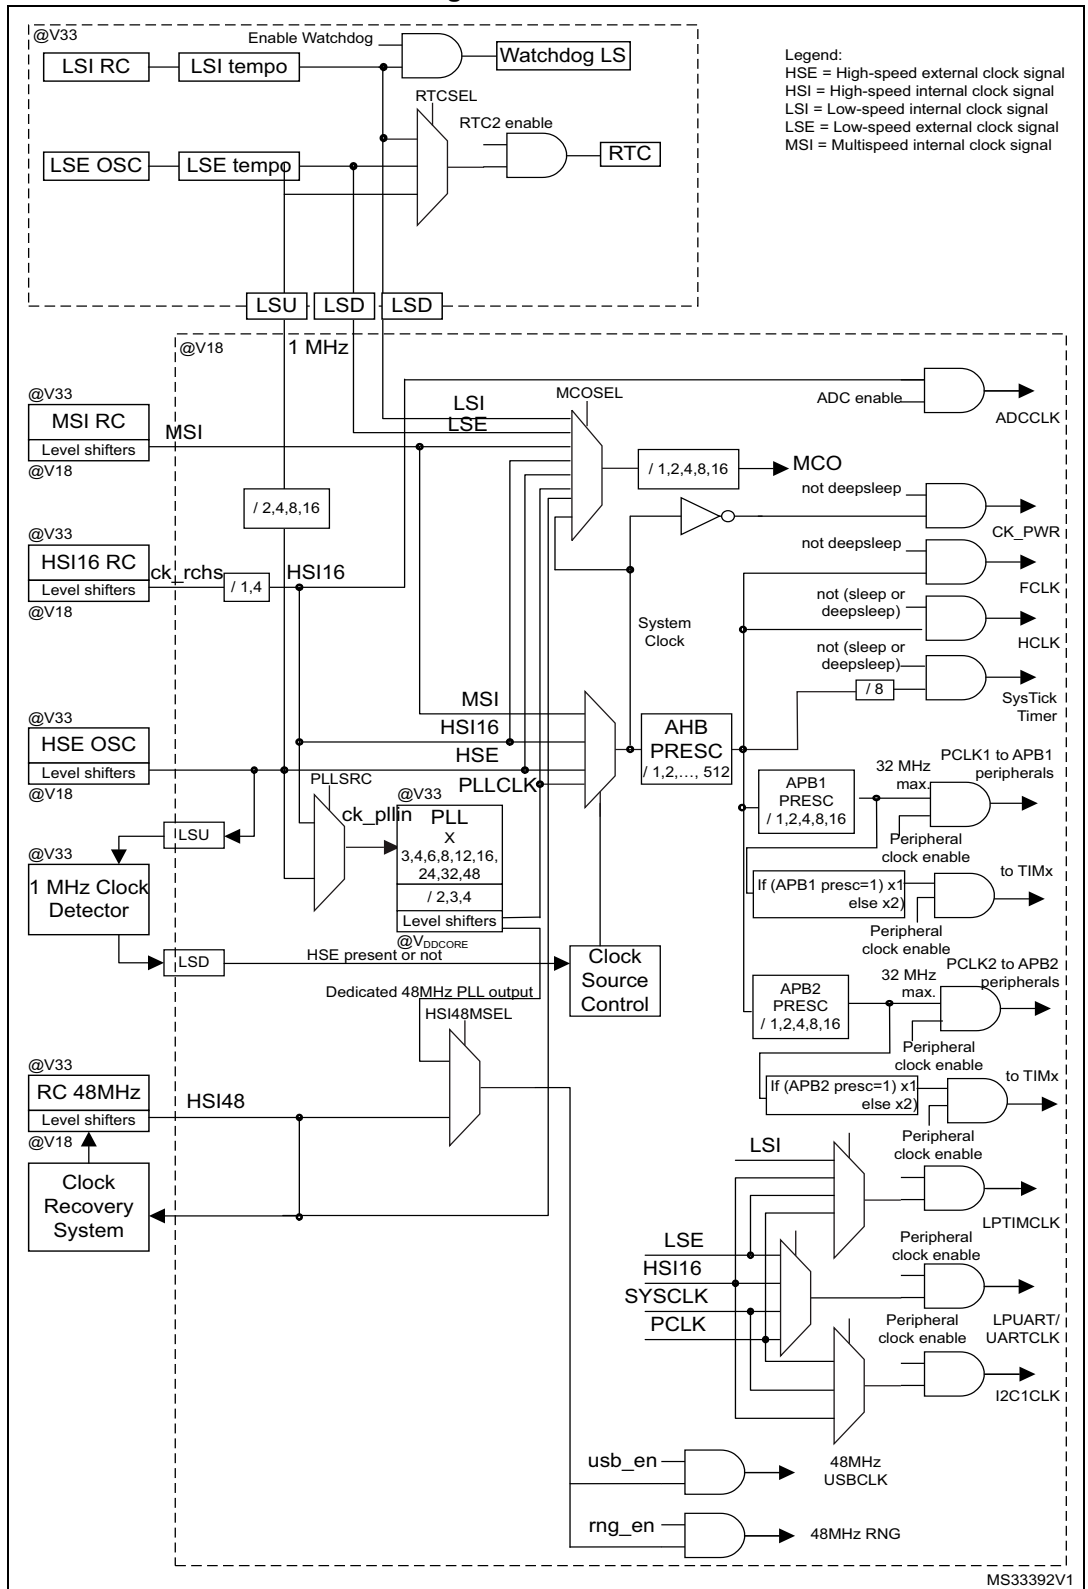 @V33
Enable Watchdog
LSI RC
LSI tempo
Watchdog LS
Legend:
HSE = High-speed external clock signal
HSI = High-speed internal clock signal
LSI = Low-speed internal clock signal
LSE = Low-speed external clock signal
MSI = Multispeed internal clock signal
RTCSEL
RTC2 enable
LSE OSC
LSE tempo
RTC
LSU
LSD
LSD
@V18
1 MHz
@V33
MSI RC
Level shifters
@V18
MSI
LSI
LSE
MCOSEL
ADC enable
ADCCLK
/ 1,2,4,8,16
MCO
/ 2,4,8,16
not deepsleep
CK_PWR
@V33
HSI16 RC
Level shifters
@V18
ck_rchs
/ 1,4
HSI16
not deepsleep
FCLK
not (sleep or
deepsleep)
HCLK
System
Clock
not (sleep or
deepsleep)
/ 8
SysTick
Timer
@V33
HSE OSC
Level shifters
@V18
MSI
HSI16
HSE
PLLCLK
AHB
PRESC
/ 1,2,…, 512
PLLSRC
ck_pllin
@V33
PLL
X
3,4,6,8,12,16,
24,32,48
/ 2,3,4
Level shifters
@VDDCORE
APB1
PRESC
/ 1,2,4,8,16
32 MHz
max.
PCLK1 to APB1
peripherals
Peripheral
clock enable
LSU
@V33
1 MHz Clock
Detector
If (APB1 presc=1) x1
else x2)
to TIMx
Peripheral
clock enable
LSD
HSE present or not
Clock
Source
Control
Dedicated 48MHz PLL output
HSI48MSEL
APB2
PRESC
/ 1,2,4,8,16
32 MHz
max.
PCLK2 to APB2
peripherals
Peripheral
clock enable
@V33
RC 48MHz
Level shifters
@V18
HSI48
If (APB2 presc=1) x1
else x2)
to TIMx
Peripheral
clock enable
Clock
Recovery
System
LSI
LPTIMCLK
LSE
HSI16
SYSCLK
PCLK
Peripheral
clock enable
LPUART/
UARTCLK
Peripheral
clock enable
I2C1CLK
usb_en
48MHz
USBCLK
rng_en
48MHz RNG
MS33392V1